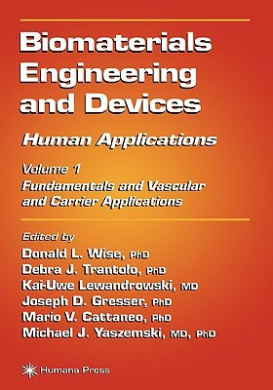 Biomaterials
Engineering
and Devices
Human Applications
Volume 1
Fundamentals and Vascular
and Carrier Applications
Edited by
Donald L. Wise, PhD
Debra J. Trantolo, PhD
Kai-Uwe Lewandrowski, MD
Joseph D. Gresser, PhD
Mario V. Cattaneo, PhD
Michael J. Yaszemski, MD, PhD
Humana Press